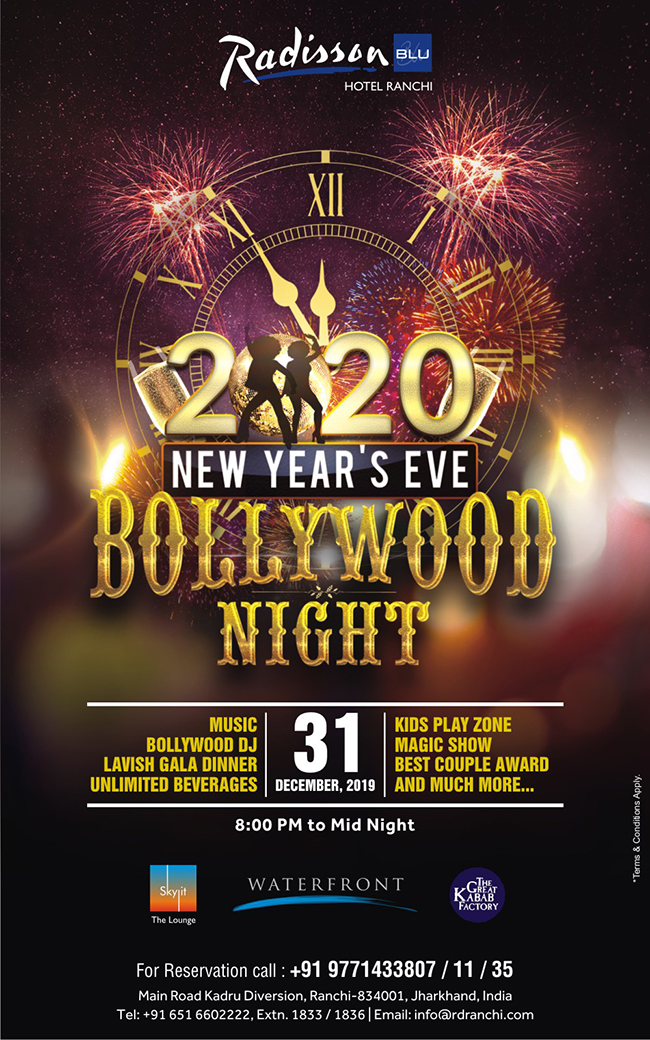 Radisson BLU
HOTEL RANCHI
XII
XI
I
X
2020
NEW YEAR'S EVE
BOLLYWOOD
NIGHT
MUSIC
BOLLYWOOD DJ
LAVISH GALA DINNER
UNLIMITED BEVERAGES
31
DECEMBER, 2019
KIDS PLAY ZONE
MAGIC SHOW
BEST COUPLE AWARD
AND MUCH MORE...
8:00 PM to Mid Night
*Terms & Conditions Apply.
Skylit
The Lounge
WATERFRONT
THE
GREAT
KABAB
FACTORY
For Reservation call : +91 9771433807 / 11 / 35
Main Road Kadru Diversion, Ranchi-834001, Jharkhand, India
Tel: +91 651 6602222, Extn. 1833 / 1836 | Email: info@rdranchi.com